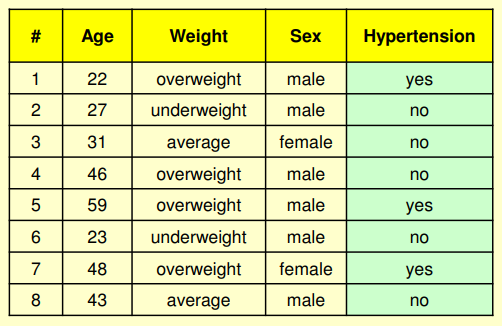 # Age Weight Sex Hypertension
1 22 overweight male yes
2 27 underweight male no
3 31 average female no
4 46 overweight male no
5 59 overweight male yes
6 23 underweight male no
7 48 overweight female yes
8 43 average male no